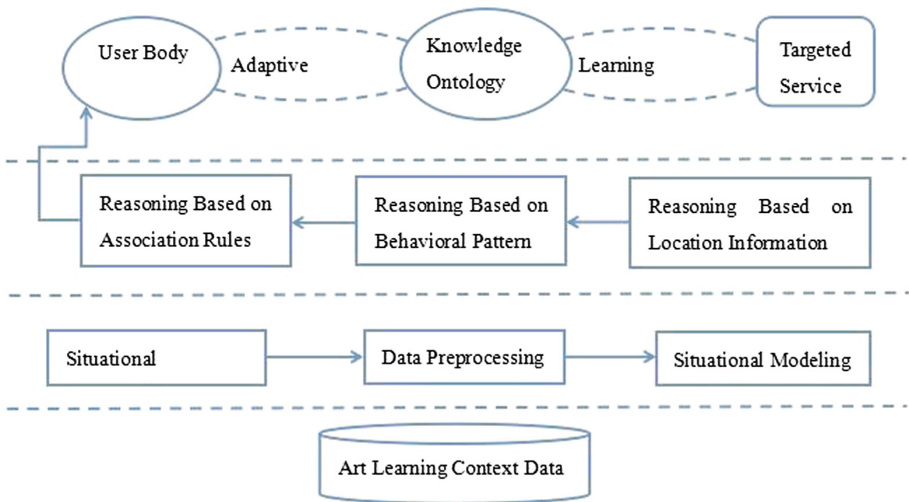 User Body
Adaptive
Knowledge
Ontology
Learning
Targeted
Service
Reasoning Based on
Association Rules
Reasoning Based on
Behavioral Pattern
Reasoning Based on
Location Information
Situational
Data Preprocessing
Situational Modeling
Art Learning Context Data